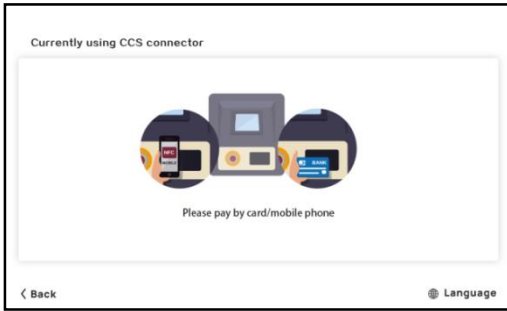 Currently using CCS connector
NFC
MOBILE
BANK
Please pay by card/mobile phone
Back
Language